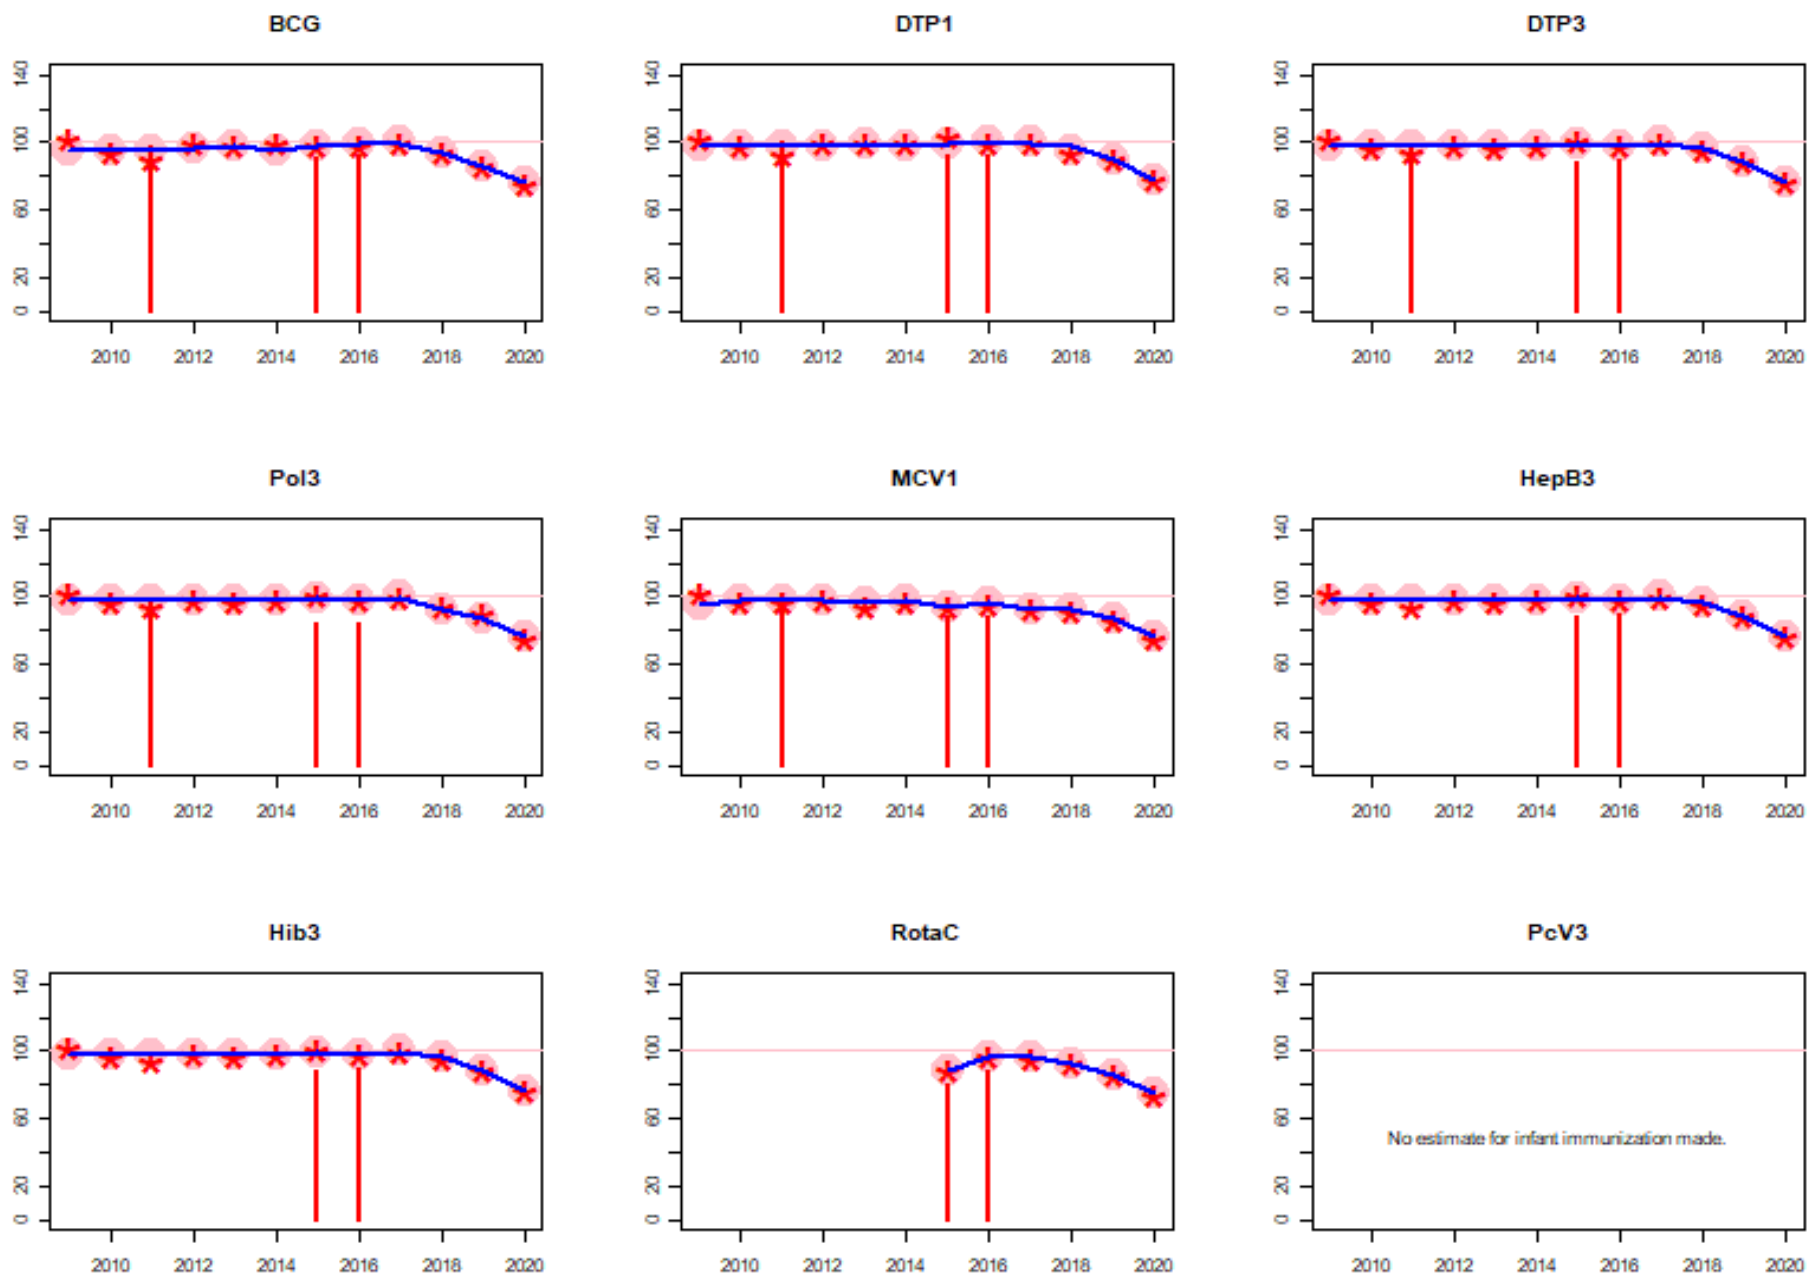 BCG DTP1 DTP3
140 140 140
100 100 100
60 60 60
20 20 20
0 0 0
2010 2012 2014 2016 2018 2020 2010 2012 2014 2016 2018 2020 2010 2012 2014 2016 2018 2020
Pol3 MCV1 HepB3
140 140 140
100 100 100
60 60 60
20 20 20
0 0 0
2010 2012 2014 2016 2018 2020 2010 2012 2014 2016 2018 2020 2010 2012 2014 2016 2018 2020
Hib3 RotaC PcV3
140 140 140
100 100 100
60 60 60
No estimate for infant immunization made.
20 20 20
0 0 0
2010 2012 2014 2016 2018 2020 2010 2012 2014 2016 2018 2020 2010 2012 2014 2016 2018 2020